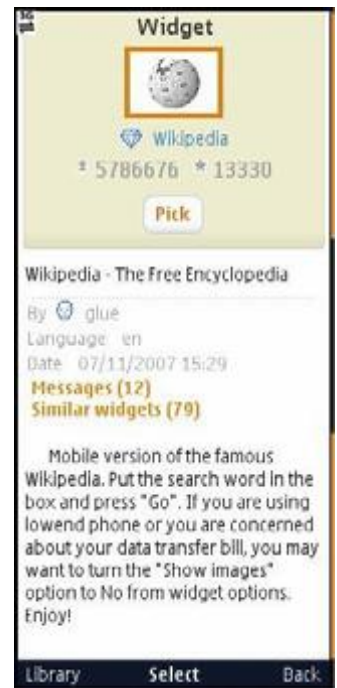 3G
Widget
Wikipedia
5786676 * 13330
Pick
Wikipedia - The Free Encyclopedia
By glue
Language en
Date 07/11/2007 15:29
Messages (12)
Similar widgets (79)
Mobile version of the famous
Wikipedia. Put the search word in the
box and press "Go". If you are using
lowend phone or you are concerned
about your data transfer bill, you may
want to turn the "Show images"
option to No from widget options.
Enjoy!
Library Select Back